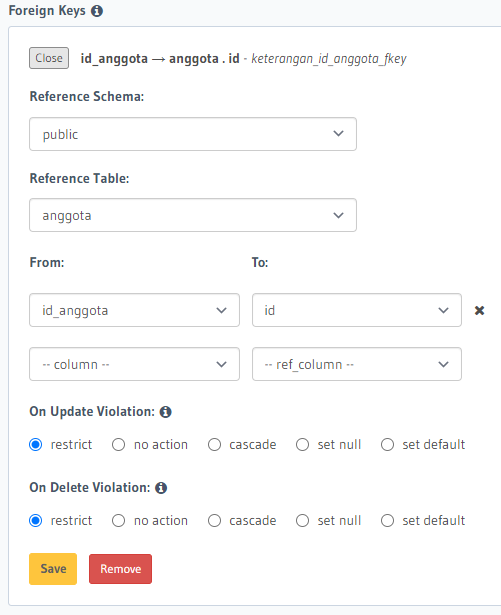 Foreign Keys
Close id_anggota → anggota . id - keterangan_id_anggota_fkey
Reference Schema:
public
Reference Table:
anggota
From: To:
id_anggota id
-- column -- -- ref_column --
On Update Violation:
restrict no action cascade set null set default
On Delete Violation:
restrict no action cascade set null set default
Save Remove